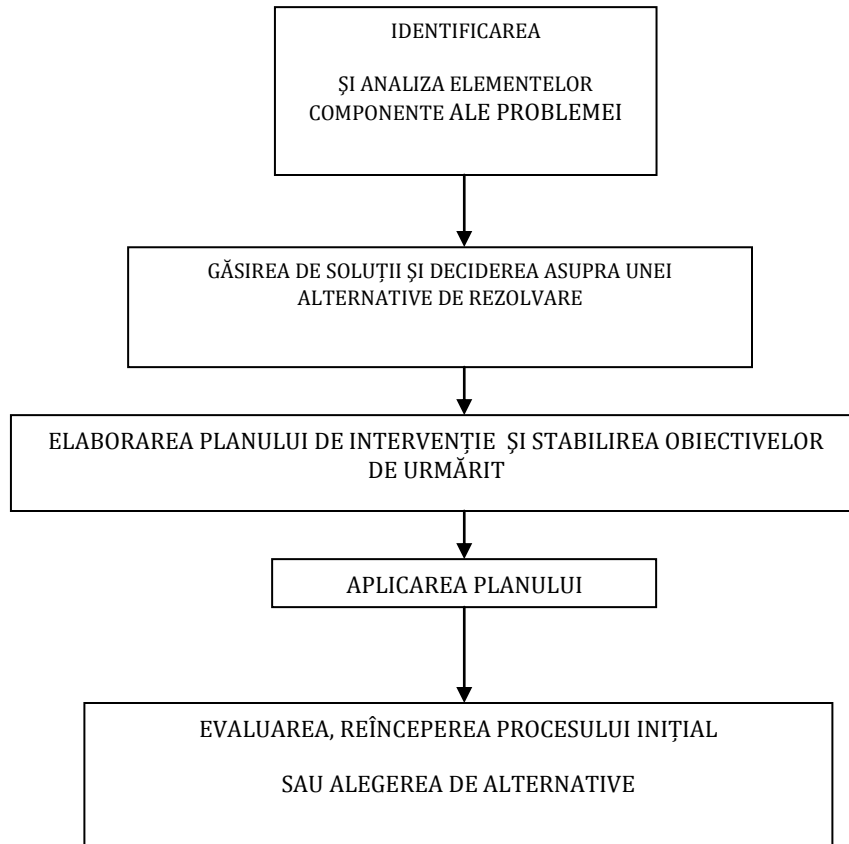 IDENTIFICAREA
ŞI ANALIZA ELEMENTELOR
COMPONENTE ALE PROBLEMEI
GĂSIREA DE SOLUŢII ŞI DECIDEREA ASUPRA UNEI
ALTERNATIVE DE REZOLVARE
ELABORAREA PLANULUI DE INTERVENŢIE ŞI STABILIREA OBIECTIVELOR
DE URMĂRIT
APLICAREA PLANULUI
EVALUAREA, REÎNCEPEREA PROCESULUI INIŢIAL
SAU ALEGEREA DE ALTERNATIVE